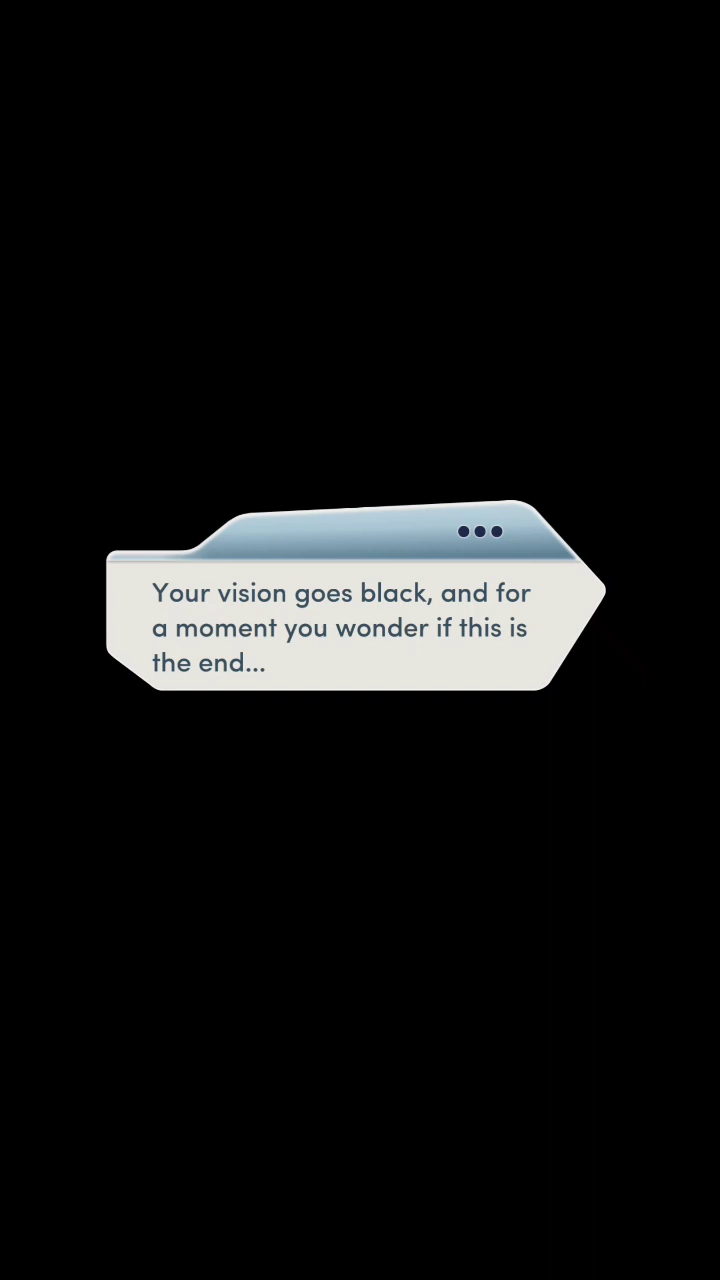 Your vision goes black, and for
a moment you wonder if this is
the end...